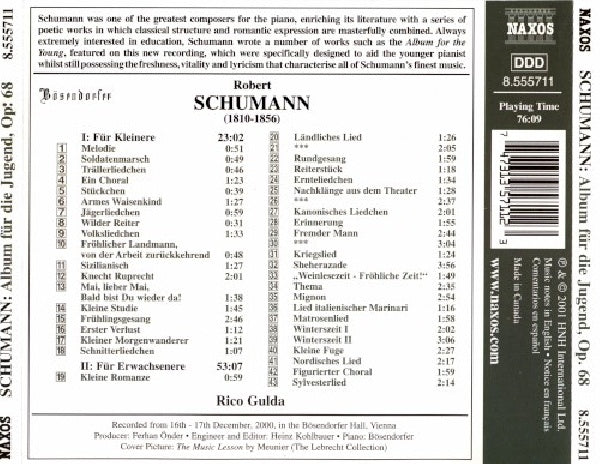 Schumann was one of the greatest composers for the piano, enriching its literature with a series of
poetic works in which classical structure and romantic expression are masterfully combined. Always
extremely interested in education, Schumann wrote a number of works such as the Album for the
Young, featured on this new recording, which were specifically designed to aid the younger pianist
whilst still possessing the freshness, vitality and lyricism that characterise all of Schumann's finest music.
Bösendorfer
Robert
SCHUMANN
(1810-1856)
I: Für Kleinere 23:02
1 Melodie 0:51
2 Soldatenmarsch 0:49
3 Trällerliedchen 0:46
4 Ein Choral 1:23
5 Stückchen 0:39
6 Armes Waisenkind 1:27
7 Jägerliedchen 0:59
8 Wilder Reiter 0:31
9 Volksliedchen 1:33
10 Fröhlicher Landmann,
von der Arbeit zurückkehrend 0:48
11 Sizilianisch 1:27
12 Knecht Ruprecht 2:01
13 Mai, lieber Mai,
Bald bist Du wieder da! 1:38
14 Kleine Studie 1:45
15 Frühlingsgesang 2:46
16 Erster Verlust 1:12
17 Kleiner Morgenwanderer 1:21
18 Schnitterliedchen 1:07
II: Für Erwachsenere 53:07
19 Kleine Romanze 0:59
20 Ländliches Lied 1:26
21 *** 2:05
22 Rundgesang 1:59
23 Reiterstück 1:18
24 Ernteliedchen 1:34
25 Nachklänge aus dem Theater 1:28
26 *** 2:37
27 Kanonisches Liedchen 2:01
28 Erinnerung 1:55
29 Fremder Mann 2:44
30 *** 3:04
31 Kriegslied 1:24
32 Sheherazade 3:36
33 „Weinlesezeit - Fröhliche Zeit!“ 1:49
34 Thema 2:35
35 Mignon 2:54
36 Lied italienischer Marinari 1:16
37 Matrosenlied 1:58
38 Winterszeit I 2:02
39 Winterszeit II 3:06
40 Kleine Fuge 2:27
41 Nordisches Lied 2:17
42 Figurierter Choral 1:50
43 Sylvesterlied 2:14
Rico Gulda
Recorded from 16th - 17th December, 2000, in the Bösendorfer Hall, Vienna
Producer: Perhan Önder • Engineer and Editor: Heinz Kohlbauer • Piano: Bösendorfer
Cover Picture: The Music Lesson by Meunier (The Lebrecht Collection)
NAXOS
DDD
8.555711
Playing Time
76:09
7 47313 57112 3
www.naxos.com
Made in Canada
Comentarios en español
Music notes in English • Notice en français
℗ & © 2001 HNH International Ltd.
NAXOS SCHUMANN: Album für die Jugend, Op. 68 8.555711
NAXOS SCHUMANN: Album für die Jugend, Op. 68 8.555711